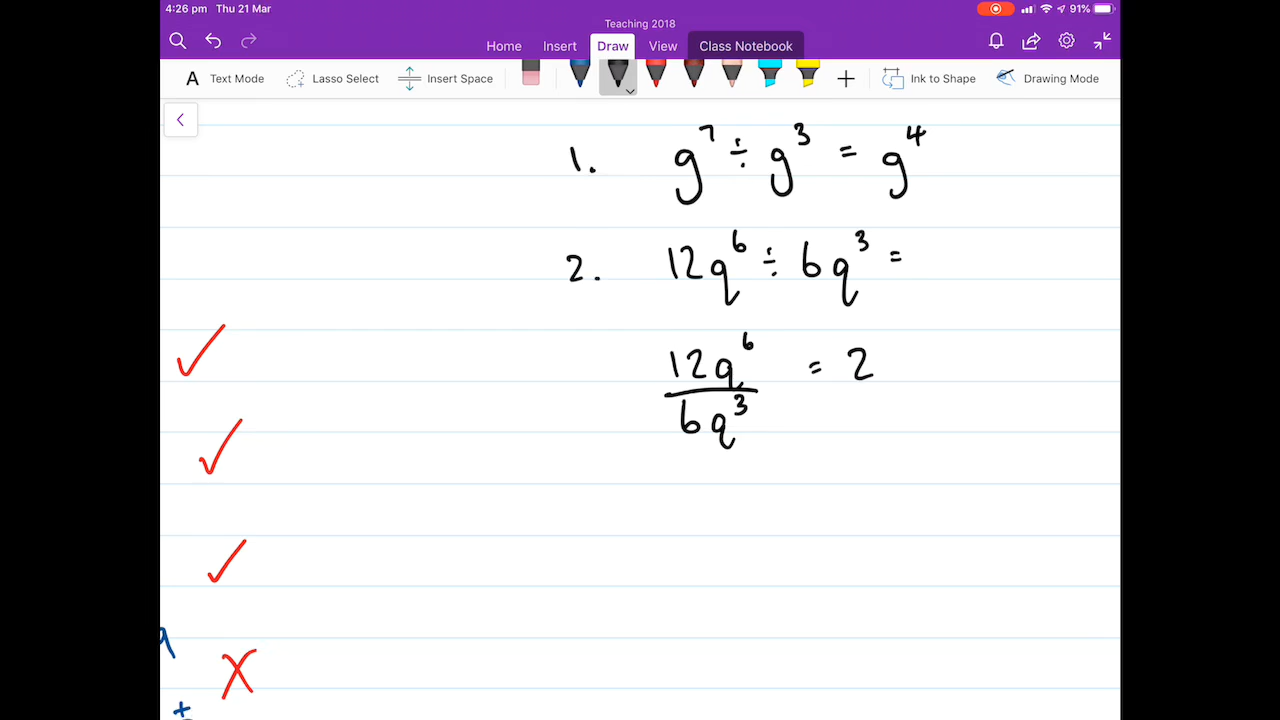 4:26 pm Thu 21 Mar 91%
Teaching 2018
Home Insert Draw View Class Notebook
A Text Mode Lasso Select Insert Space Ink to Shape Drawing Mode
1. g⁷ ÷ g³ = g⁴
2. 12q⁶ ÷ 6q³ =
12q⁶ = 2
6q³